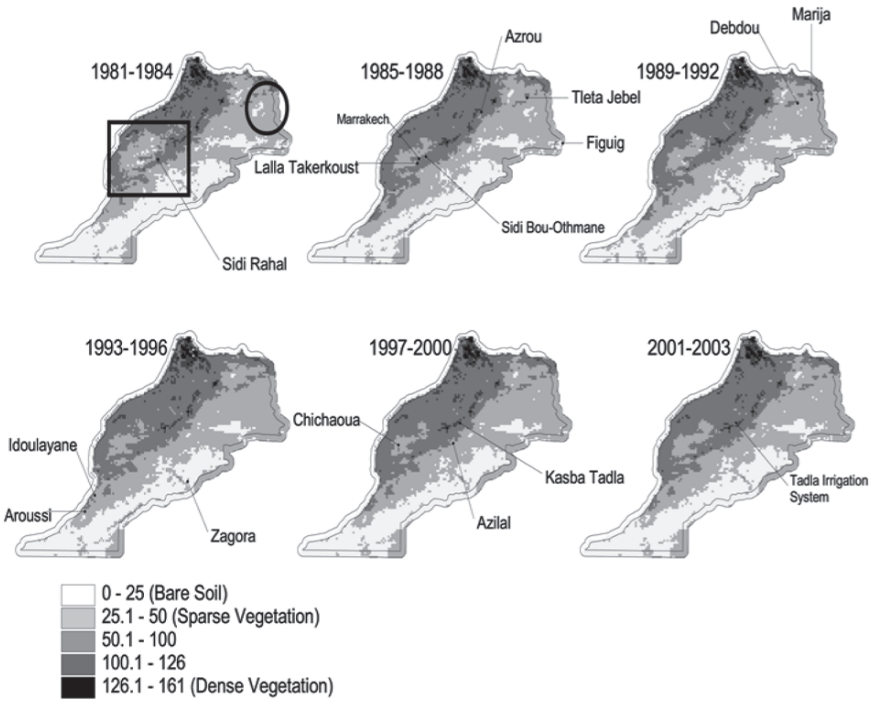 1981-1984
Sidi Rahal
1985-1988
Azrou
Tleta Jebel
Marrakech
Figuig
Lalla Takerkoust
Sidi Bou-Othmane
1989-1992
Debdou
Marija
1993-1996
Idoulayane
Aroussi
Zagora
1997-2000
Chichaoua
Kasba Tadla
Azilal
2001-2003
Tadla Irrigation
System
0 - 25 (Bare Soil)
25.1 - 50 (Sparse Vegetation)
50.1 - 100
100.1 - 126
126.1 - 161 (Dense Vegetation)